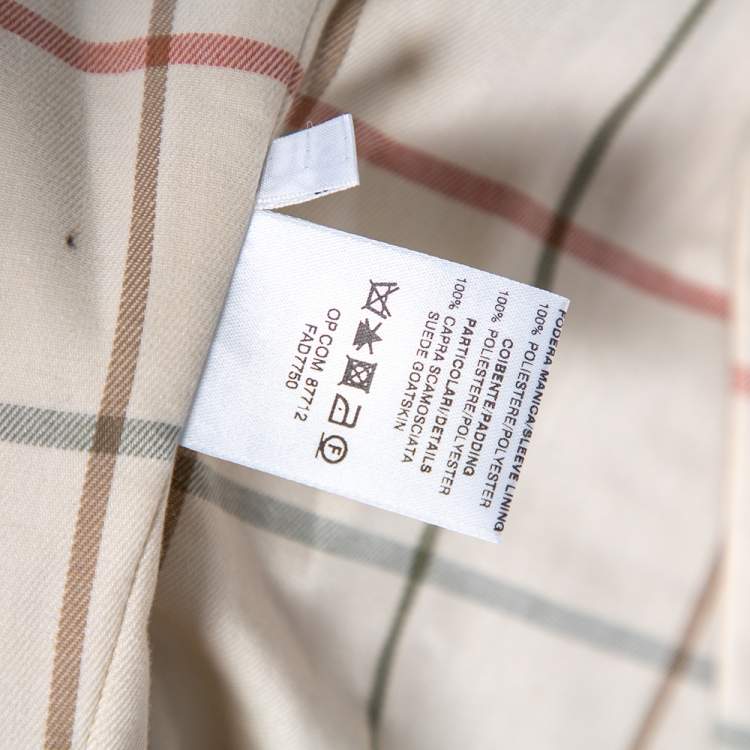 FODERA MANICA/SLEEVE LINING
100% POLIESTERE/POLYESTER
COIBENTE/PADDING
100% POLIESTERE/POLYESTER
PARTICOLARI/DETAILS
100% CAPRA SCAMOSCIATA
SUEDE GOATSKIN
F
OP COM 87712
FAD7750